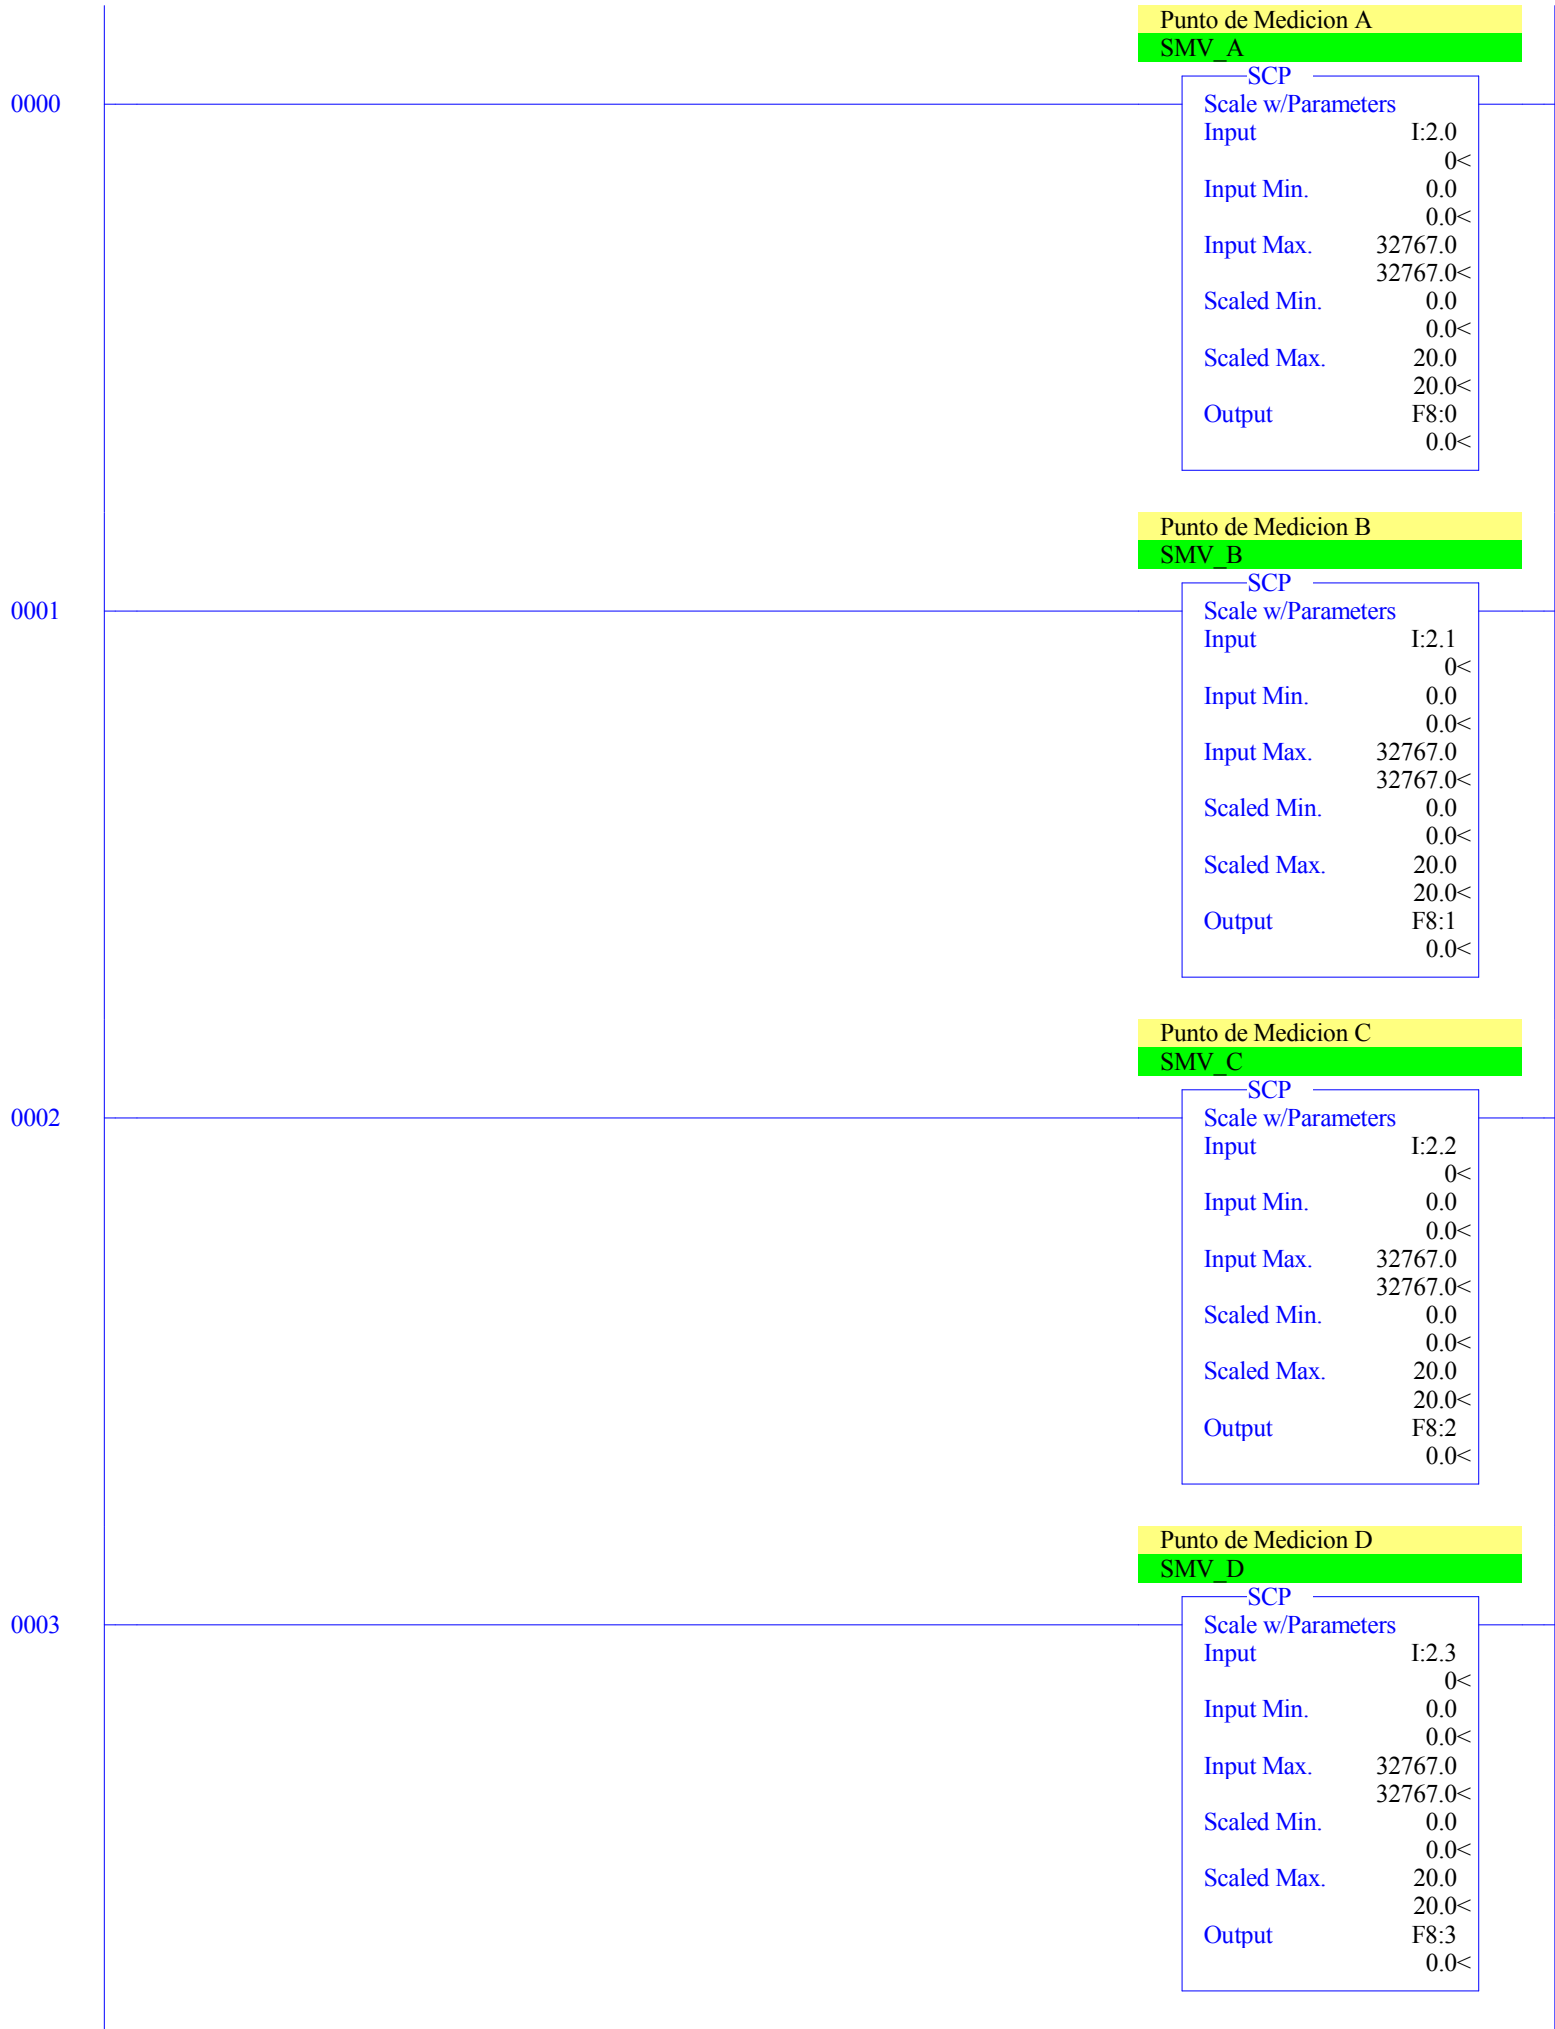 Punto de Medicion A
SMV_A
SCP
0000
Scale w/Parameters
Input I:2.0
0<
Input Min. 0.0
0.0<
Input Max. 32767.0
32767.0<
Scaled Min. 0.0
0.0<
Scaled Max. 20.0
20.0<
Output F8:0
0.0<
Punto de Medicion B
SMV_B
SCP
0001
Scale w/Parameters
Input I:2.1
0<
Input Min. 0.0
0.0<
Input Max. 32767.0
32767.0<
Scaled Min. 0.0
0.0<
Scaled Max. 20.0
20.0<
Output F8:1
0.0<
Punto de Medicion C
SMV_C
SCP
0002
Scale w/Parameters
Input I:2.2
0<
Input Min. 0.0
0.0<
Input Max. 32767.0
32767.0<
Scaled Min. 0.0
0.0<
Scaled Max. 20.0
20.0<
Output F8:2
0.0<
Punto de Medicion D
SMV_D
SCP
0003
Scale w/Parameters
Input I:2.3
0<
Input Min. 0.0
0.0<
Input Max. 32767.0
32767.0<
Scaled Min. 0.0
0.0<
Scaled Max. 20.0
20.0<
Output F8:3
0.0<